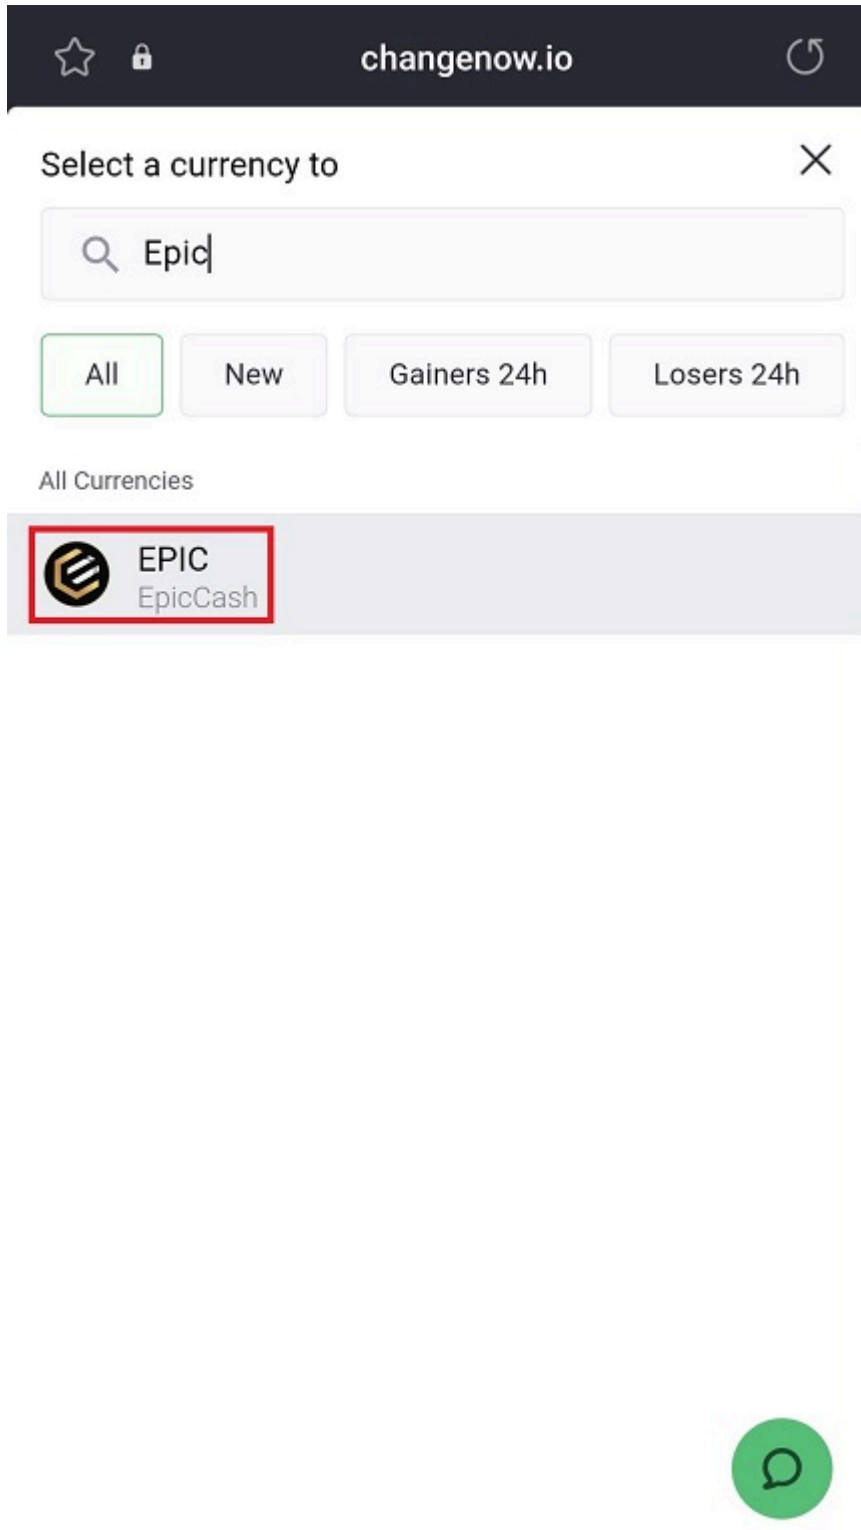 changenow.io
Select a currency to
Epic
All New Gainers 24h Losers 24h
All Currencies
EPIC
EpicCash